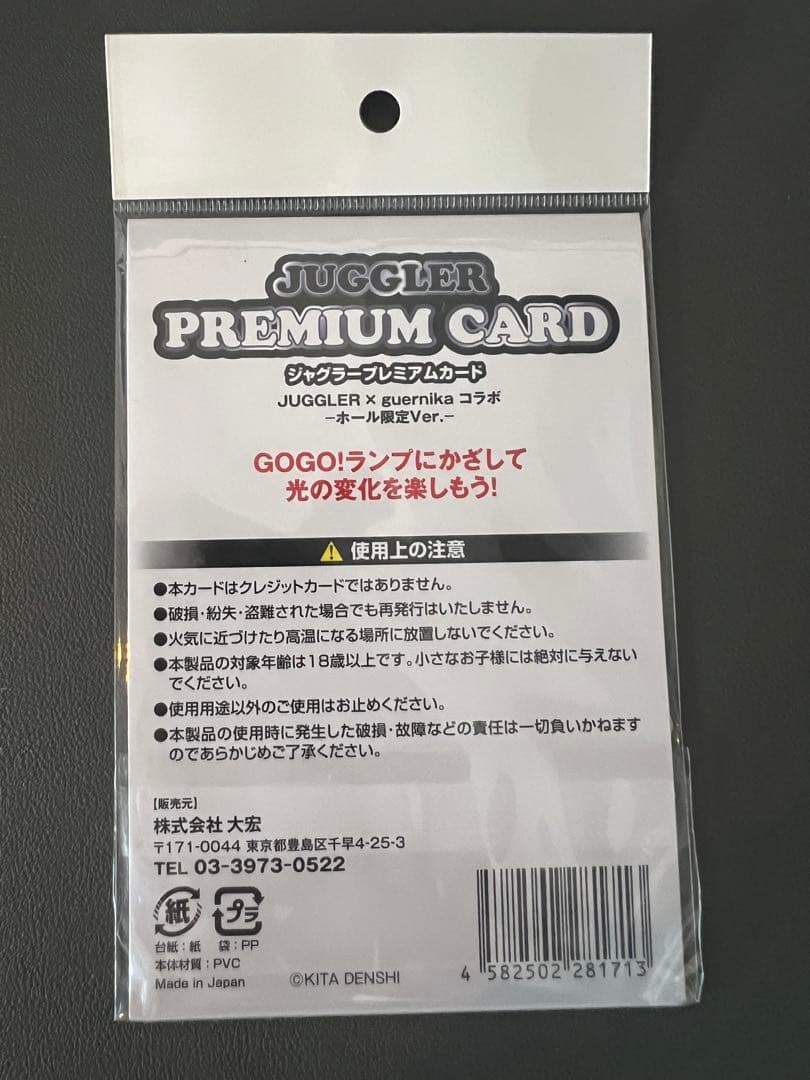 JUGGLER
PREMIUM CARD
ジャグラープレミアムカード
JUGGLER × guernika コラボ
−ホール限定Ver.−
GOGO!ランプにかざして
光の変化を楽しもう!
使用上の注意
●本カードはクレジットカードではありません。
●破損・紛失・盗難された場合でも再発行はいたしません。
●火気に近づけたり高温になる場所に放置しないでください。
●本製品の対象年齢は18歳以上です。小さなお子様には絶対に与えない
でください。
●使用用途以外のご使用はお止めください。
●本製品の使用時に発生した破損・故障などの責任は一切負いかねます
のであらかじめご了承ください。
【販売元】
株式会社 大宏
〒171-0044 東京都豊島区千早4-25-3
TEL 03-3973-0522
紙 プラ
台紙：紙 袋：PP
本体材質：PVC
Made in Japan ©KITA DENSHI
4 582502 281713